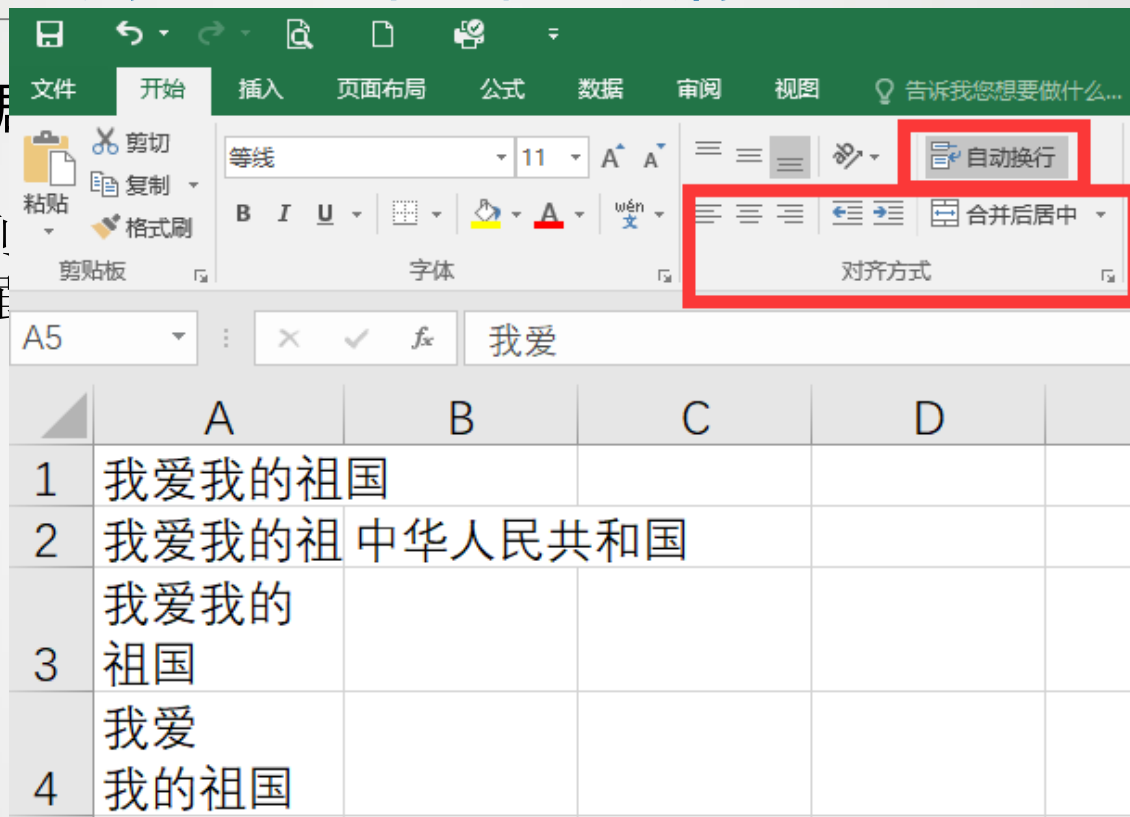 文件 开始 插入 页面布局 公式 数据 审阅 视图 告诉我您想要做什么...
剪切
等线 11 A A 自动换行
复制
粘贴
B I U A wén 文 合并后居中
格式刷
剪贴板 字体 对齐方式
A5 fx 我爱
A B C D
1 我爱我的祖国
2 我爱我的祖 中华人民共和国
我爱我的
3 祖国
我爱
4 我的祖国